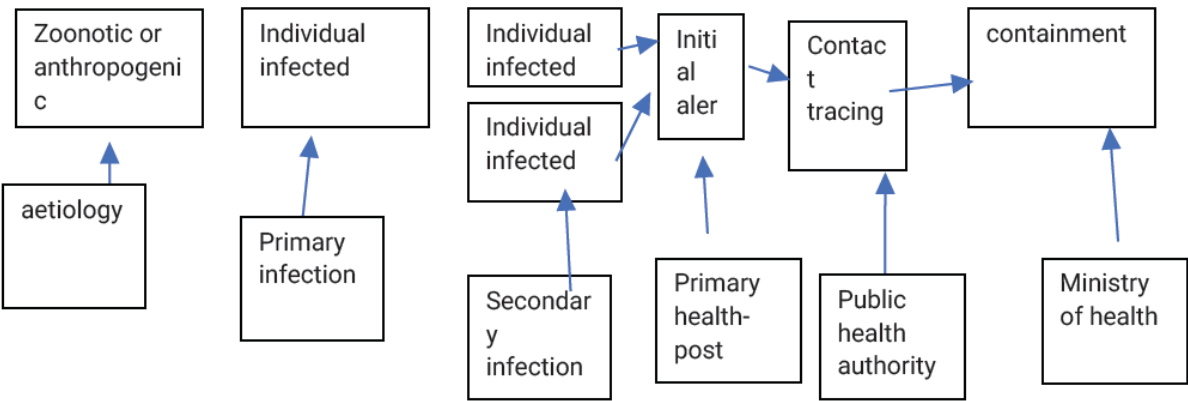 Zoonotic or
anthropogeni
c
Individual
infected
Individual
infected
Individual
infected
Initi
al
aler
Contac
t
tracing
containment
aetiology
Primary
infection
Secondar
y
infection
Primary
health-
post
Public
health
authority
Ministry
of health